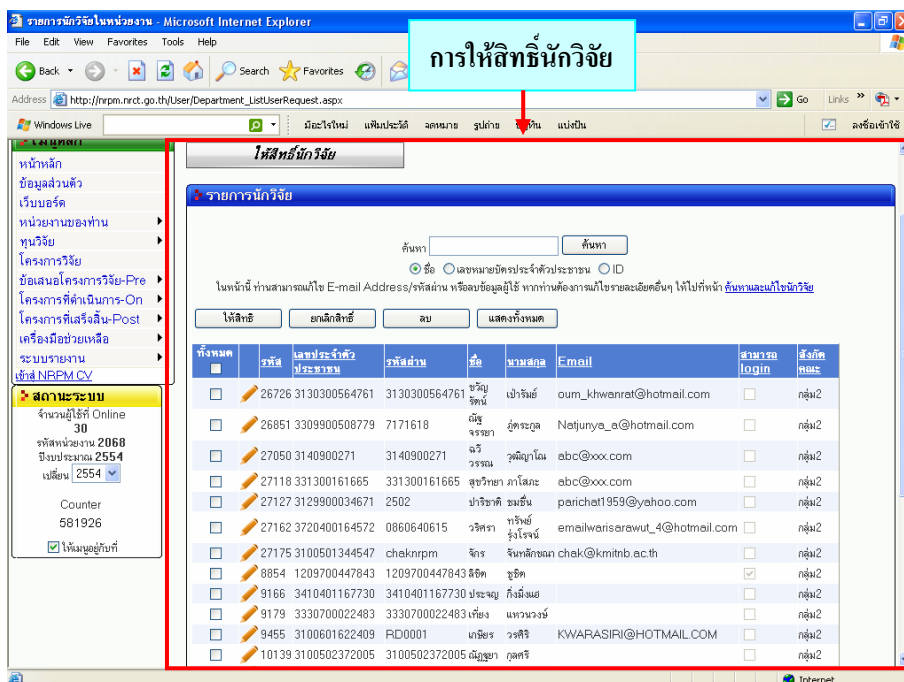 รายการนักวิจัยในหน่วยงาน - Microsoft Internet Explorer
การให้สิทธิ์นักวิจัย
File Edit View Favorites Tools Help
Back Search Favorites
Address http://nrpm.nrct.go.th/User/Department_ListUserRequest.aspx Go Links
Windows Live มีอะไรใหม่ แฟ้มประวัติ จดหมาย รูปถ่าย แบ่งปัน ลงชื่อเข้าใช้
เมนูหลัก
หน้าหลัก
ข้อมูลส่วนตัว
เว็บบอร์ด
หน่วยงานของท่าน
ทุนวิจัย
โครงการวิจัย
ข้อเสนอโครงการวิจัย-Pre
โครงการที่ดำเนินการ-On
โครงการที่เสร็จสิ้น-Post
เครื่องมือช่วยเหลือ
ระบบรายงาน
เข้าสู่ NRPM CV
สถานะระบบ
จำนวนผู้ใช้ที่ Online
30
รหัสหน่วยงาน 2068
ปีงบประมาณ 2554
เปลี่ยน 2554
Counter
581926
ให้เมนูอยู่กับที่
ให้สิทธิ์นักวิจัย
รายการนักวิจัย
ค้นหา ค้นหา
ชื่อ เลขหมายบัตรประจำตัวประชาชน ID
ในหน้านี้ ท่านสามารถแก้ไข E-mail Address/รหัสผ่าน หรือลบข้อมูลผู้ใช้ หากท่านต้องการแก้ไขรายละเอียดอื่นๆ ให้ไปที่หน้า ค้นหาและแก้ไขนักวิจัย
ให้สิทธิ ยกเลิกสิทธิ์ ลบ แสดงทั้งหมด
ทั้งหมด รหัส เลขประจำตัวประชาชน รหัสผ่าน ชื่อ นามสกุล Email สามารถ login สังกัดคณะ
26726 3130300564761 3130300564761 ขวัญรัตน์ เปารัมย์ oum_khwanrat@hotmail.com กลุ่ม2
26851 3309900508779 7171618 ณัฐจรรยา ภู่ตระกูล Natjunya_a@hotmail.com กลุ่ม2
27050 3140900271 3140900271 ฉวีวรรณ วุฒิญาโณ abc@xxx.com กลุ่ม2
27118 331300161665 331300161665 สุขวิทยา ภาโสภะ abc@xxx.com กลุ่ม2
27127 3129900034671 2502 ปาริชาติ ชมชื่น parichat1959@yahoo.com กลุ่ม2
27162 3720400164572 0860640615 วริศรา ทรัพย์รุ่งโรจน์ emailwarisarawut_4@hotmail.com กลุ่ม2
27175 3100501344547 chaknrpm จักร จันทลักขณา chak@kmitnb.ac.th กลุ่ม2
8854 1209700447843 1209700447843 ลิขิต ชูชิต กลุ่ม2
9166 3410401167730 3410401167730 ประจญ กิ่งมิ่งแฮ กลุ่ม2
9179 3330700022483 3330700022483 เที่ยง แหวนวงษ์ กลุ่ม2
9455 3100601622409 RD0001 เกษียร วรศิริ KWARASIRI@HOTMAIL.COM กลุ่ม2
10139 3100502372005 3100502372005 ณัฏฐยา กุลศรี กลุ่ม2
Internet